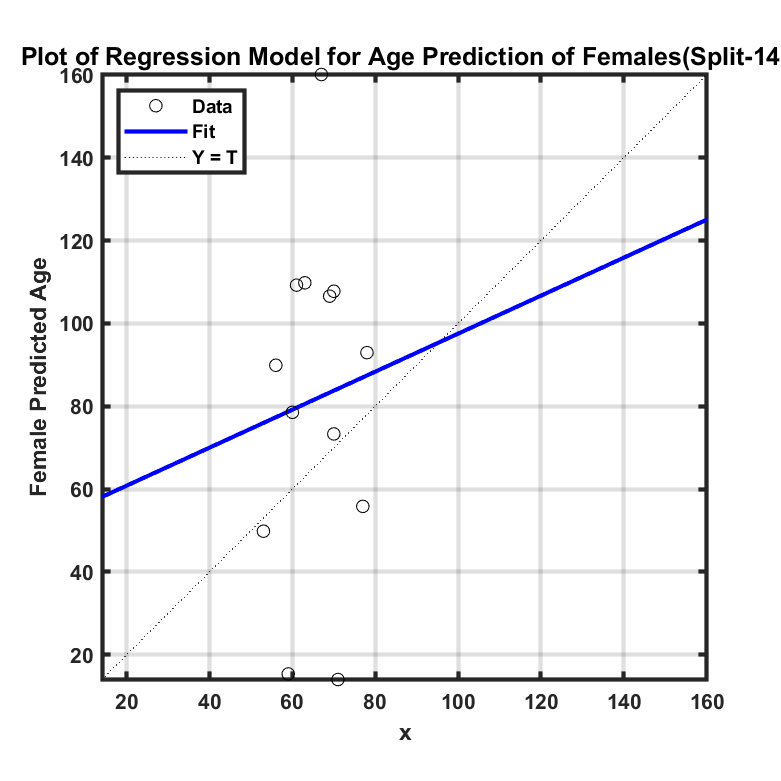 Plot of Regression Model for Age Prediction of Females(Split-14
160
140
120
100
80
60
40
20
Female Predicted Age
Data
Fit
Y = T
20 40 60 80 100 120 140 160
x